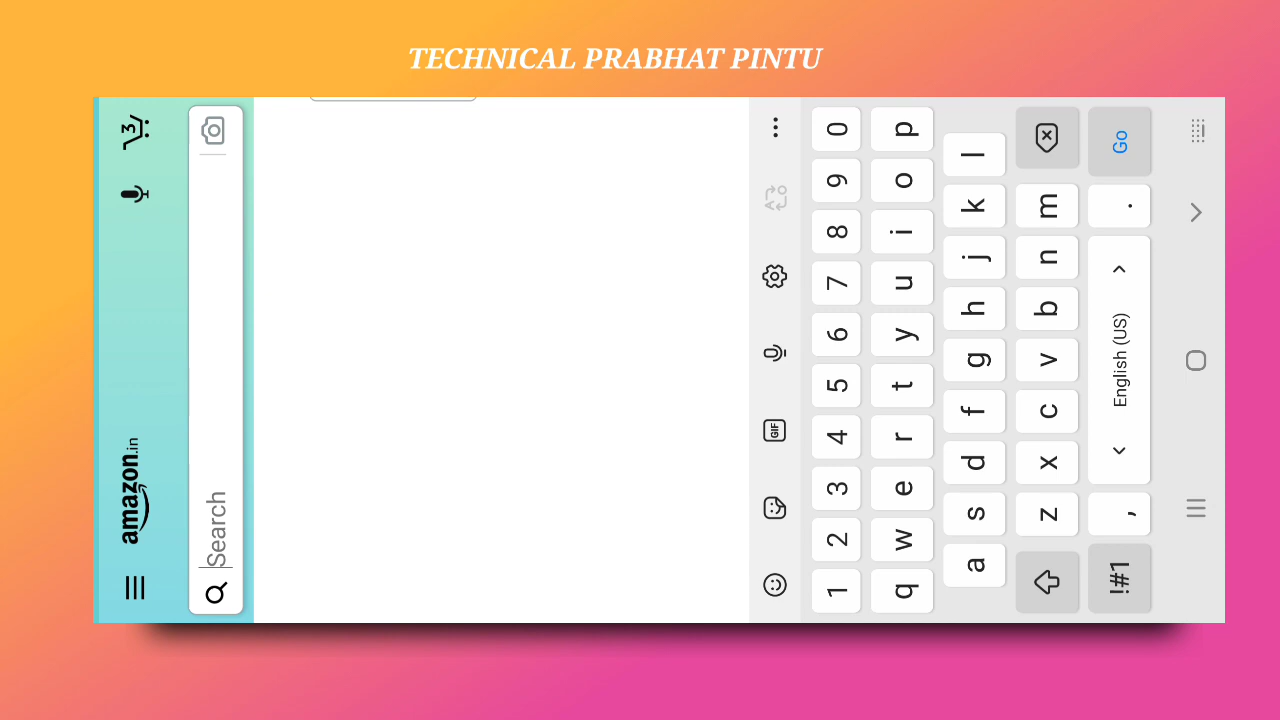 TECHNICAL PRABHAT PINTU
amazon.in
3
Search
GIF
1 2 3 4 5 6 7 8 9 0
q w e r t y u i o p
a s d f g h j k l
z x c v b n m
!#1 , < English (US) > . Go